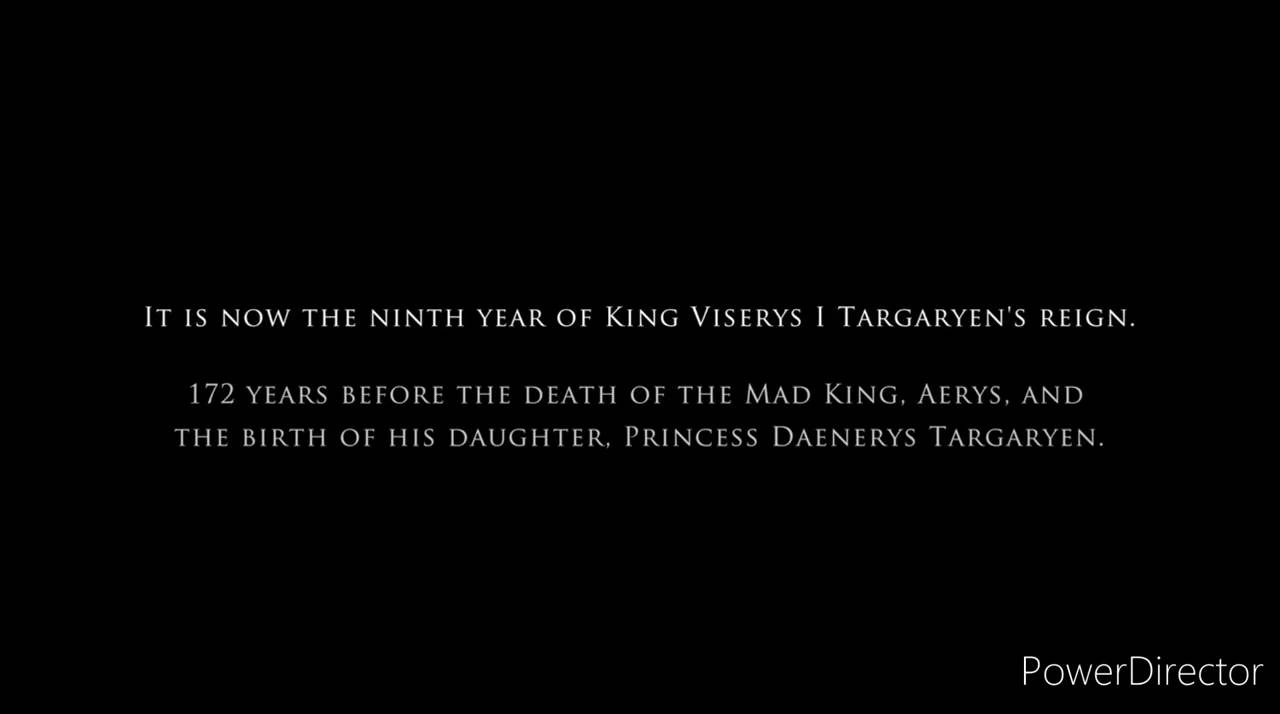 It is now the ninth year of King Viserys I Targaryen's reign.
172 years before the death of the Mad King, Aerys, and
the birth of his daughter, Princess Daenerys Targaryen.
PowerDirector